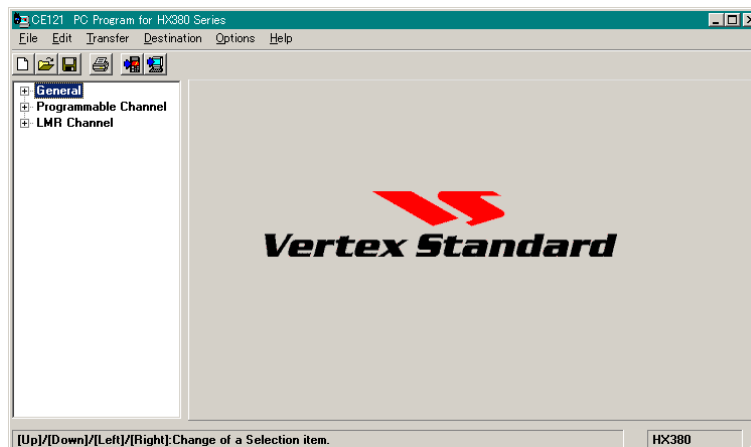 CE121 PC Program for HX380 Series
File Edit Transfer Destination Options Help
General
Programmable Channel
LMR Channel
Vertex Standard
[Up]/[Down]/[Left]/[Right]:Change of a Selection item.
HX380